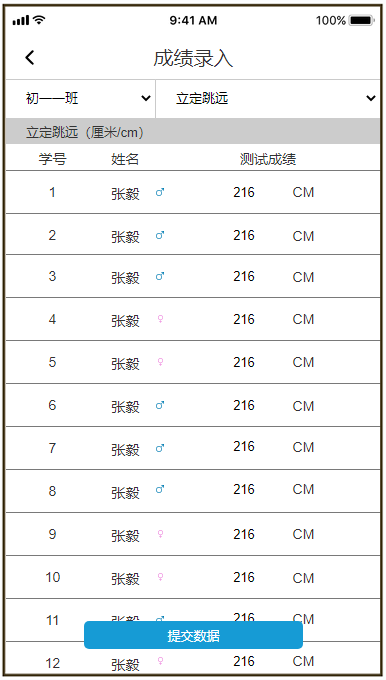 9:41 AM 100%
成绩录入
初一一班 立定跳远
立定跳远（厘米/cm）
学号 姓名 测试成绩
1 张毅 ♂ 216 CM
2 张毅 ♂ 216 CM
3 张毅 ♂ 216 CM
4 张毅 ♀ 216 CM
5 张毅 ♀ 216 CM
6 张毅 ♂ 216 CM
7 张毅 ♂ 216 CM
8 张毅 ♂ 216 CM
9 张毅 ♀ 216 CM
10 张毅 ♀ 216 CM
11 张毅 ♂ 216 CM
提交数据
12 张毅 ♀ 216 CM